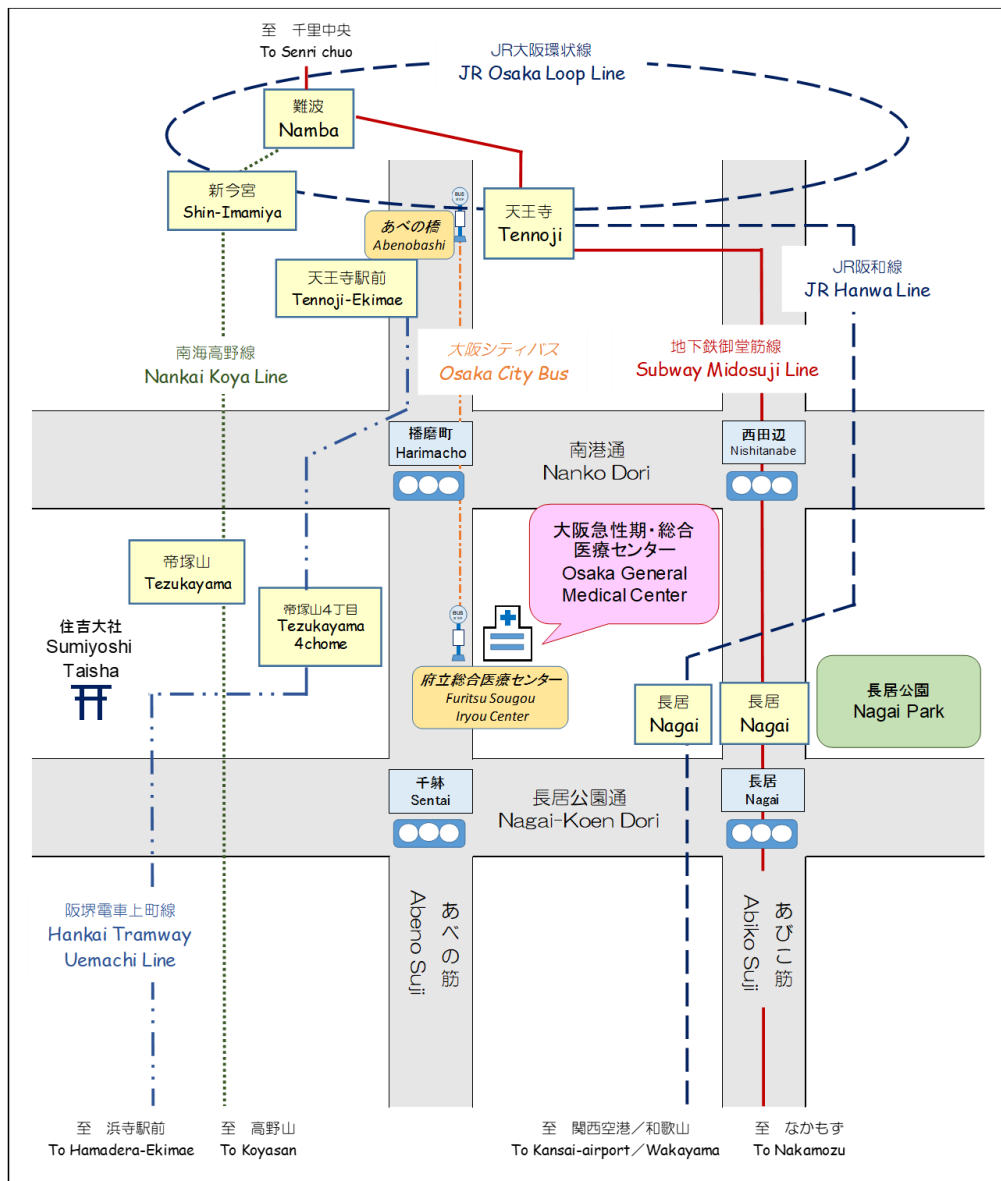 至　千里中央
To Senri chuo
JR大阪環状線
JR Osaka Loop Line
難波
Namba
新今宮
Shin-Imamiya
BUS
あべの橋
Abenobashi
天王寺
Tennoji
天王寺駅前
Tennoji-Ekimae
JR阪和線
JR Hanwa Line
南海高野線
Nankai Koya Line
大阪シティバス
Osaka City Bus
地下鉄御堂筋線
Subway Midosuji Line
播磨町
Harimacho
南港通
Nanko Dori
西田辺
Nishitanabe
大阪急性期・総合
医療センター
Osaka General
Medical Center
帝塚山
Tezukayama
帝塚山4丁目
Tezukayama
4chome
住吉大社
Sumiyoshi
Taisha
BUS
府立総合医療センター
Furitsu Sougou
Iryou Center
長居
Nagai
長居
Nagai
長居公園
Nagai Park
千躰
Sentai
長居公園通
Nagai-Koen Dori
長居
Nagai
阪堺電車上町線
Hankai Tramway
Uemachi Line
あべの筋
Abeno Suji
あびこ筋
Abiko Suji
至　浜寺駅前
To Hamadera-Ekimae
至　高野山
To Koyasan
至　関西空港／和歌山
To Kansai-airport／Wakayama
至　なかもず
To Nakamozu